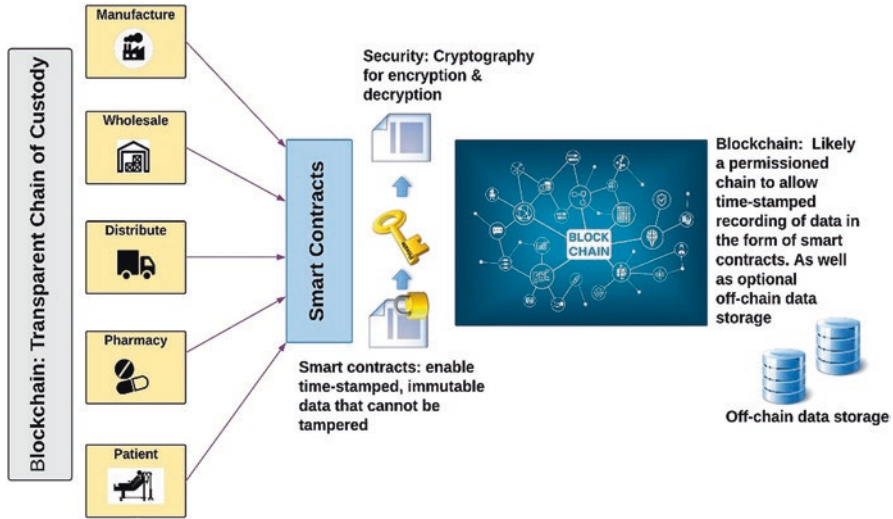 Blockchain: Transparent Chain of Custody
Manufacture
Wholesale
Distribute
Pharmacy
Patient
Smart Contracts
Security: Cryptography
for encryption &
decryption
Smart contracts: enable
time-stamped, immutable
data that cannot be
tampered
BLOCK
CHAIN
Blockchain: Likely
a permissioned
chain to allow
time-stamped
recording of data in
the form of smart
contracts. As well
as optional
off-chain data
storage
Off-chain data storage